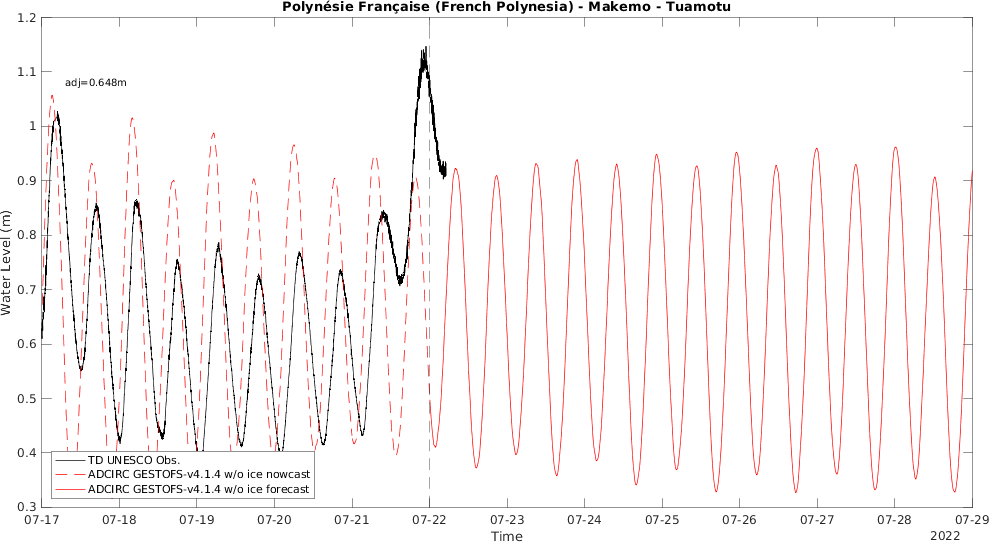 Polynésie Française (French Polynesia) - Makemo - Tuamotu
1.2
1.1
1
0.9
0.8
0.7
0.6
0.5
0.4
0.3
Water Level (m)
adj=0.648m
TD UNESCO Obs.
ADCIRC GESTOFS-v4.1.4 w/o ice nowcast
ADCIRC GESTOFS-v4.1.4 w/o ice forecast
07-17 07-18 07-19 07-20 07-21 07-22 07-23 07-24 07-25 07-26 07-27 07-28 07-29
Time
2022